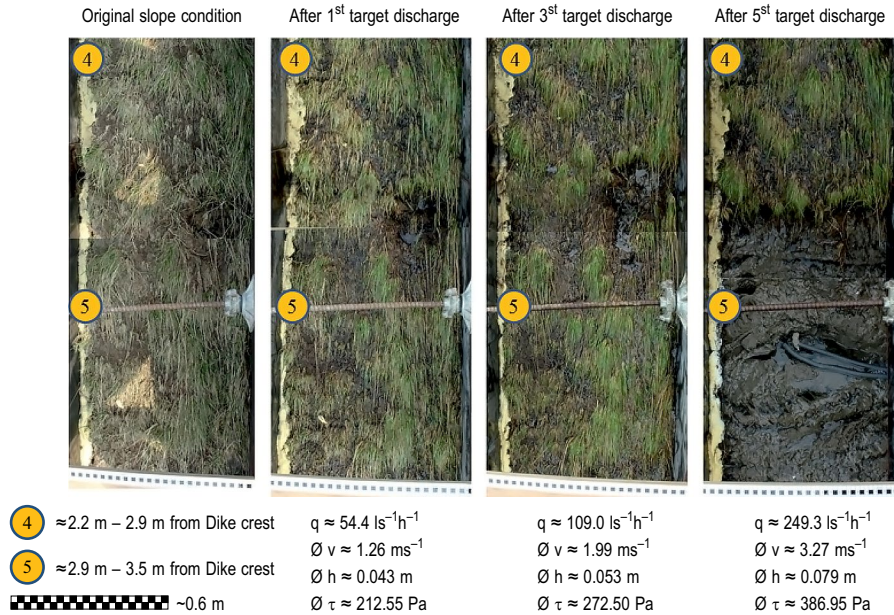 Original slope condition
After 1st target discharge
After 3st target discharge
After 5st target discharge
4
4
4
4
5
5
5
5
4 ≈2.2 m – 2.9 m from Dike crest
5 ≈2.9 m – 3.5 m from Dike crest
~0.6 m
q ≈ 54.4 ls⁻¹h⁻¹
Ø v ≈ 1.26 ms⁻¹
Ø h ≈ 0.043 m
Ø τ ≈ 212.55 Pa
q ≈ 109.0 ls⁻¹h⁻¹
Ø v ≈ 1.99 ms⁻¹
Ø h ≈ 0.053 m
Ø τ ≈ 272.50 Pa
q ≈ 249.3 ls⁻¹h⁻¹
Ø v ≈ 3.27 ms⁻¹
Ø h ≈ 0.079 m
Ø τ ≈ 386.95 Pa